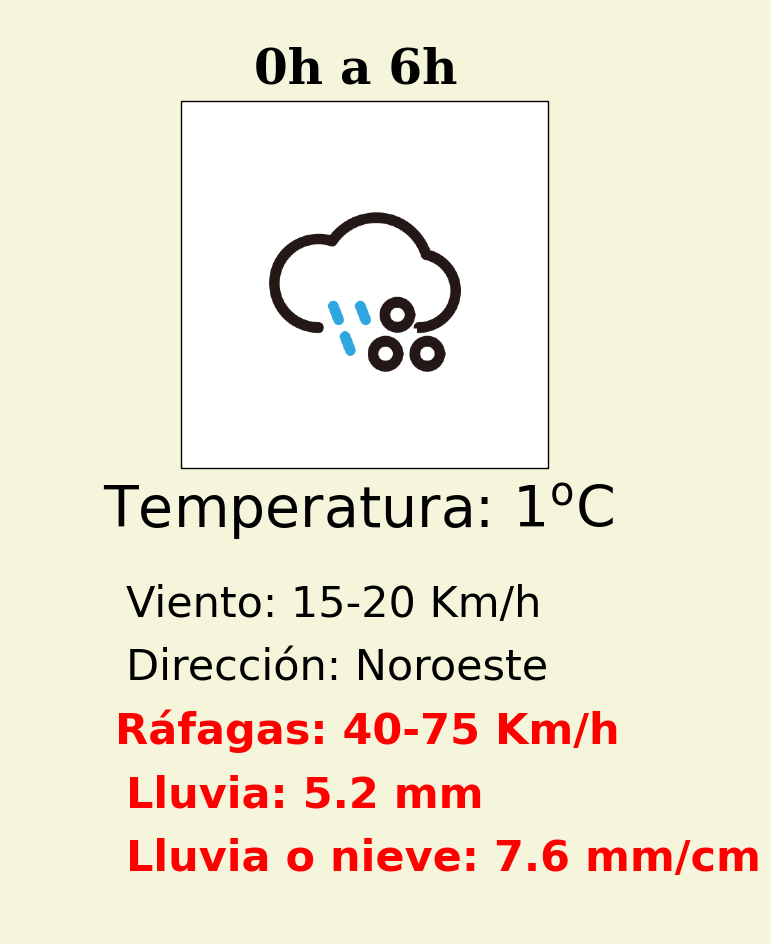 0h a 6h
Temperatura: 1ºC
Viento: 15-20 Km/h
Dirección: Noroeste
Ráfagas: 40-75 Km/h
Lluvia: 5.2 mm
Lluvia o nieve: 7.6 mm/cm